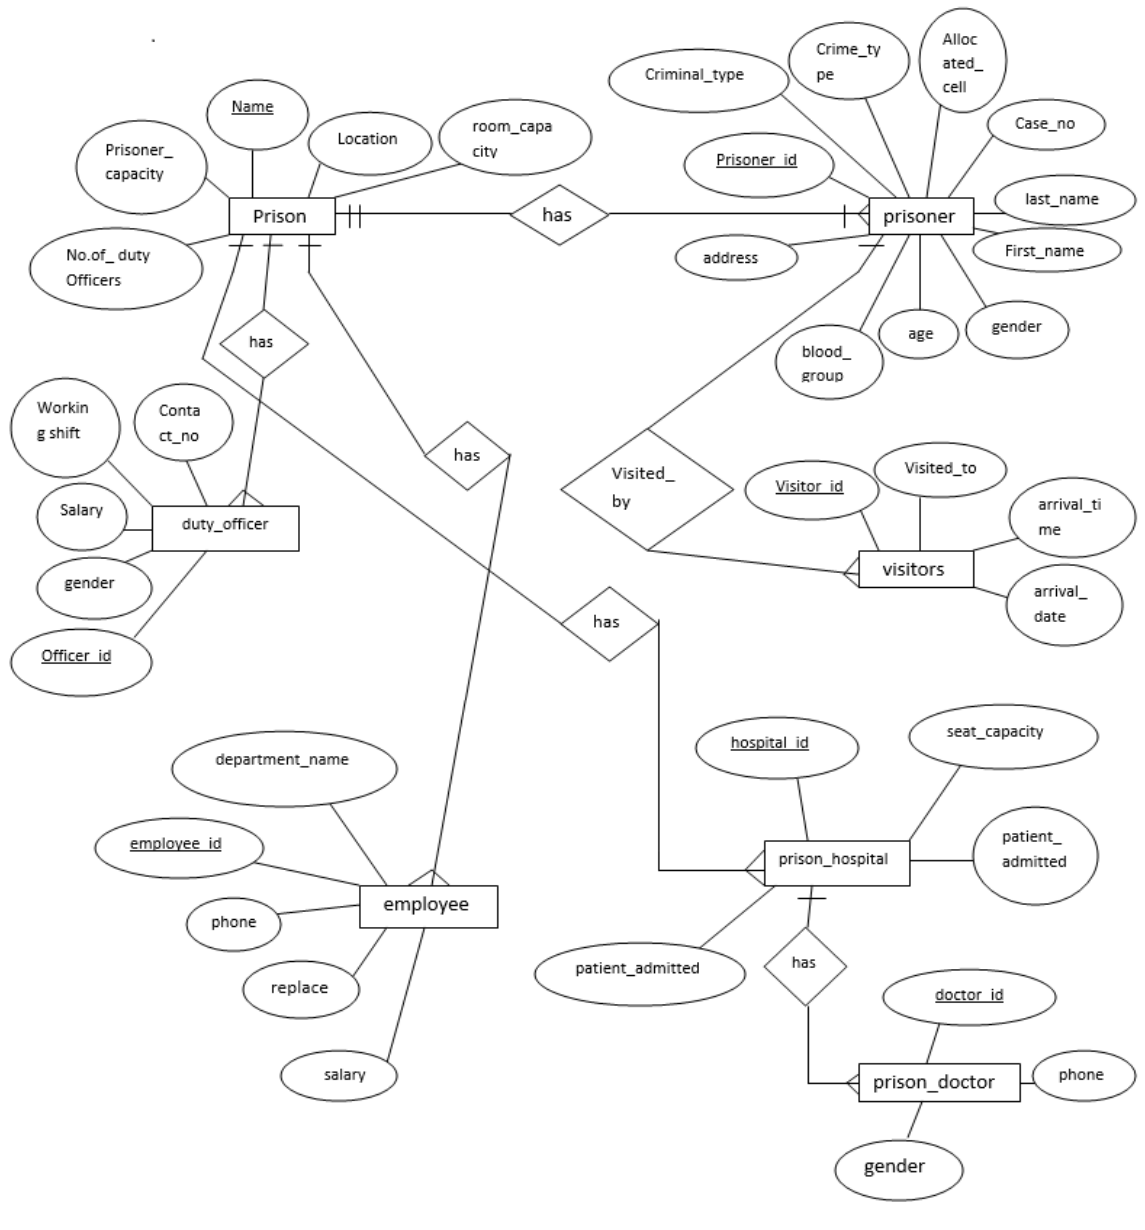 Name
Prisoner_
capacity
Location
room_capa
city
No.of_ duty
Officers
Prison
has
Criminal_type
Crime_ty
pe
Alloc
ated_
cell
Case_no
Prisoner_id
last_name
First_name
prisoner
address
blood_
group
age
gender
has
Workin
g shift
Conta
ct_no
Salary
gender
Officer_id
duty_officer
has
Visited_
by
Visitor_id
Visited_to
arrival_ti
me
arrival_
date
visitors
has
department_name
employee_id
phone
replace
salary
employee
hospital_id
seat_capacity
patient_
admitted
prison_hospital
patient_admitted
has
doctor_id
phone
prison_doctor
gender